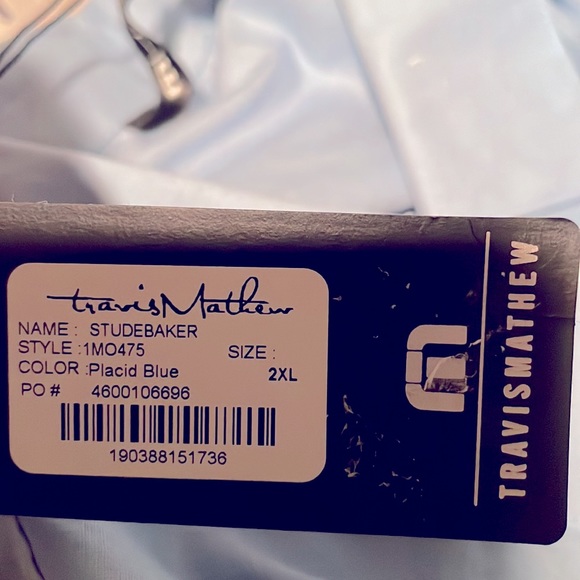 travisMathew
NAME : STUDEBAKER
STYLE : 1MO475 SIZE :
COLOR : Placid Blue 2XL
PO # 4600106696
190388151736
TRAVISMATHEW